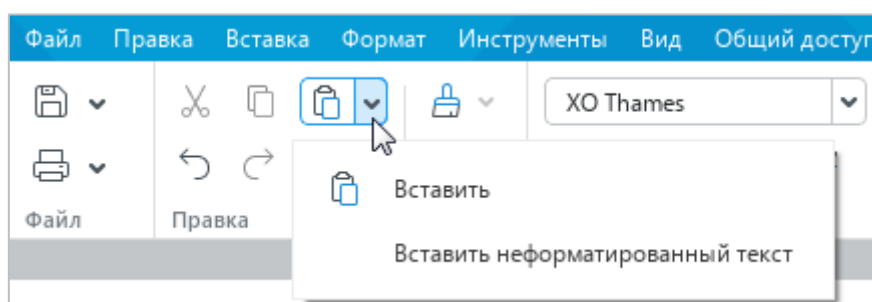 Файл Правка Вставка Формат Инструменты Вид Общий доступ
XO Thames
Вставить
Файл Правка
Вставить неформатированный текст